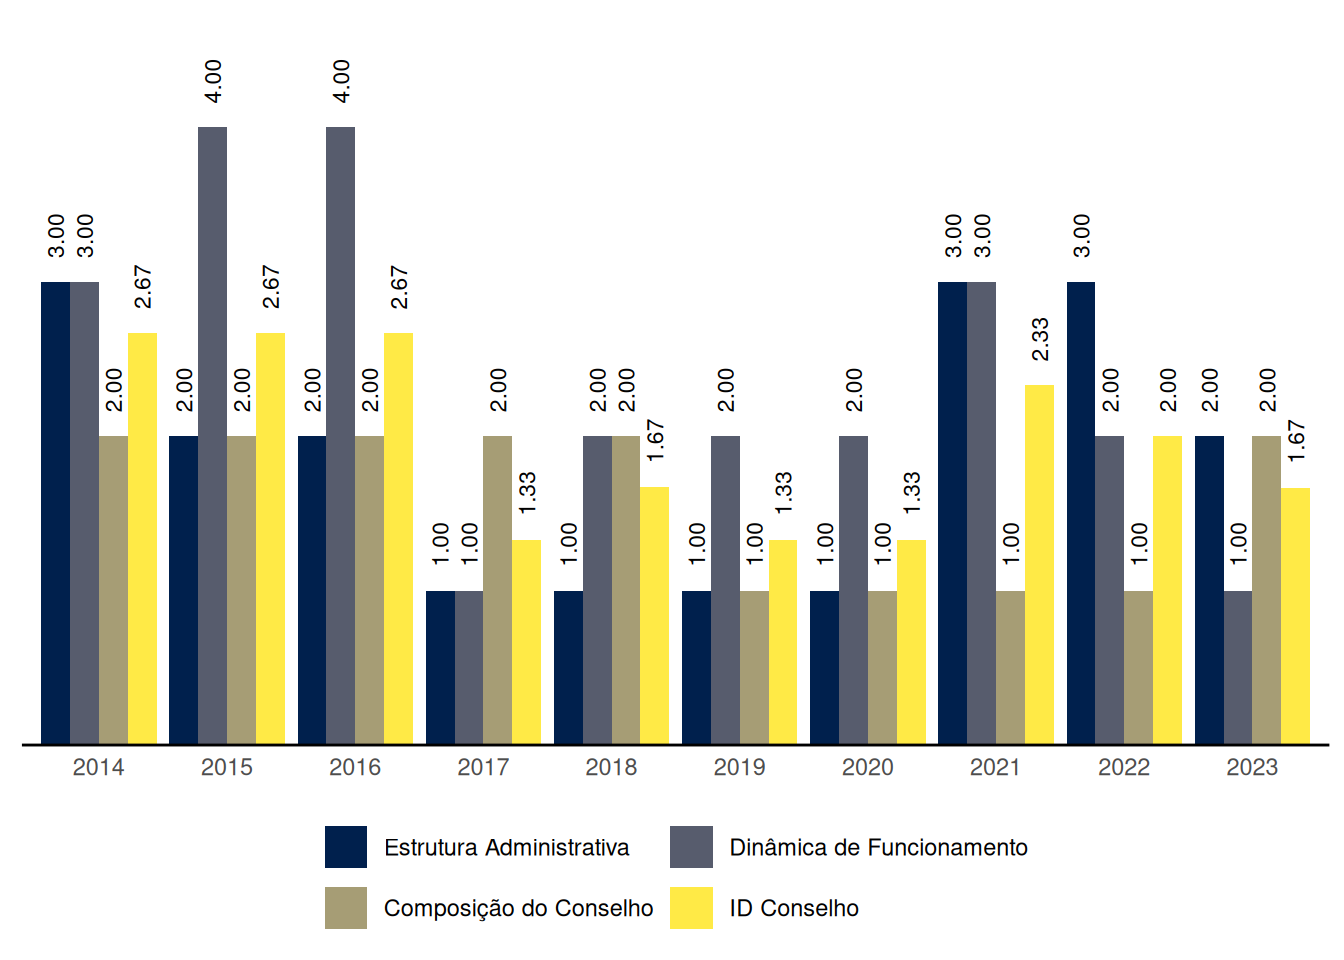 4.00 4.00
3.00 3.00 3.00 3.00 3.00
2.67 2.67 2.67
2.33
2.00 2.00 2.00 2.00 2.00 2.00 2.00 2.00 2.00 2.00 2.00 2.00 2.00 2.00
1.67 1.67
1.33 1.33 1.33
1.00 1.00 1.00 1.00 1.00 1.00 1.00 1.00 1.00 1.00
2014 2015 2016 2017 2018 2019 2020 2021 2022 2023
Estrutura Administrativa Dinâmica de Funcionamento
Composição do Conselho ID Conselho